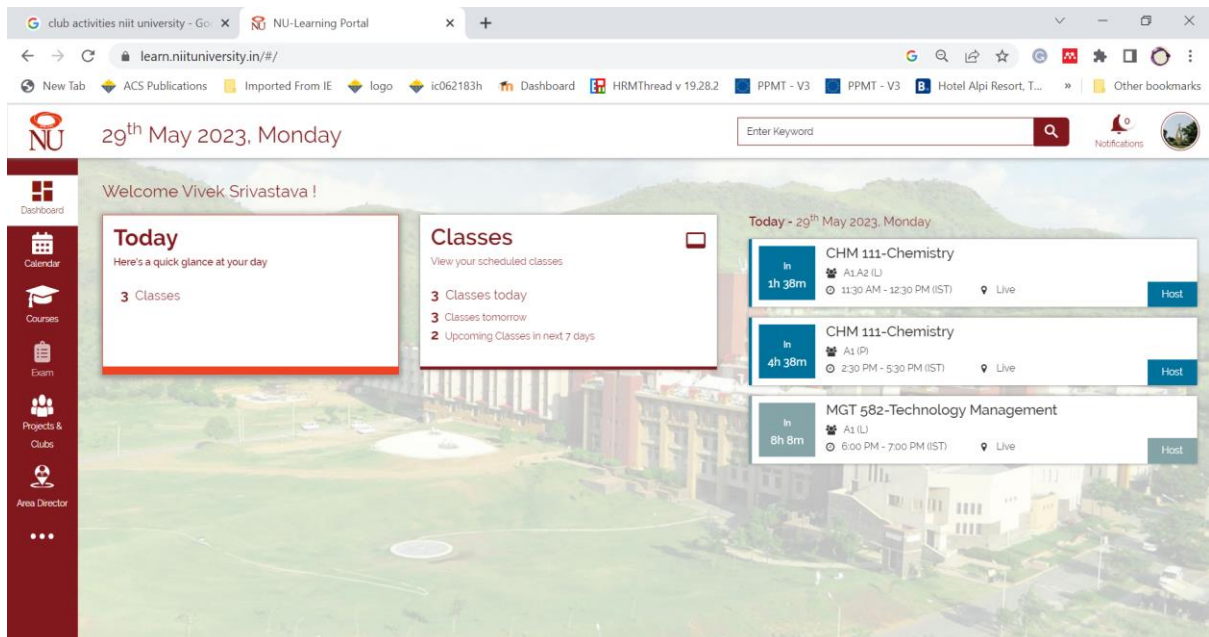 club activities niit university - Goo
NU-Learning Portal
learn.niituniversity.in/#/
New Tab
ACS Publications
Imported From IE
logo
ic062183h
Dashboard
HRMThread v 19.28.2
PPMT - V3
PPMT - V3
Hotel Alpi Resort, T...
»
Other bookmarks
NU
29th May 2023, Monday
Enter Keyword
0
Notifications
Dashboard
Calendar
Courses
Exam
Projects &
Clubs
Area Director
Welcome Vivek Srivastava !
Today
Here's a quick glance at your day
3 Classes
Classes
View your scheduled classes
3 Classes today
3 Classes tomorrow
2 Upcoming Classes in next 7 days
Today - 29th May 2023, Monday
In
1h 38m
CHM 111-Chemistry
A1,A2 (L)
11:30 AM - 12:30 PM (IST) Live
Host
In
4h 38m
CHM 111-Chemistry
A1 (P)
2:30 PM - 5:30 PM (IST) Live
Host
In
8h 8m
MGT 582-Technology Management
A1 (L)
6:00 PM - 7:00 PM (IST) Live
Host